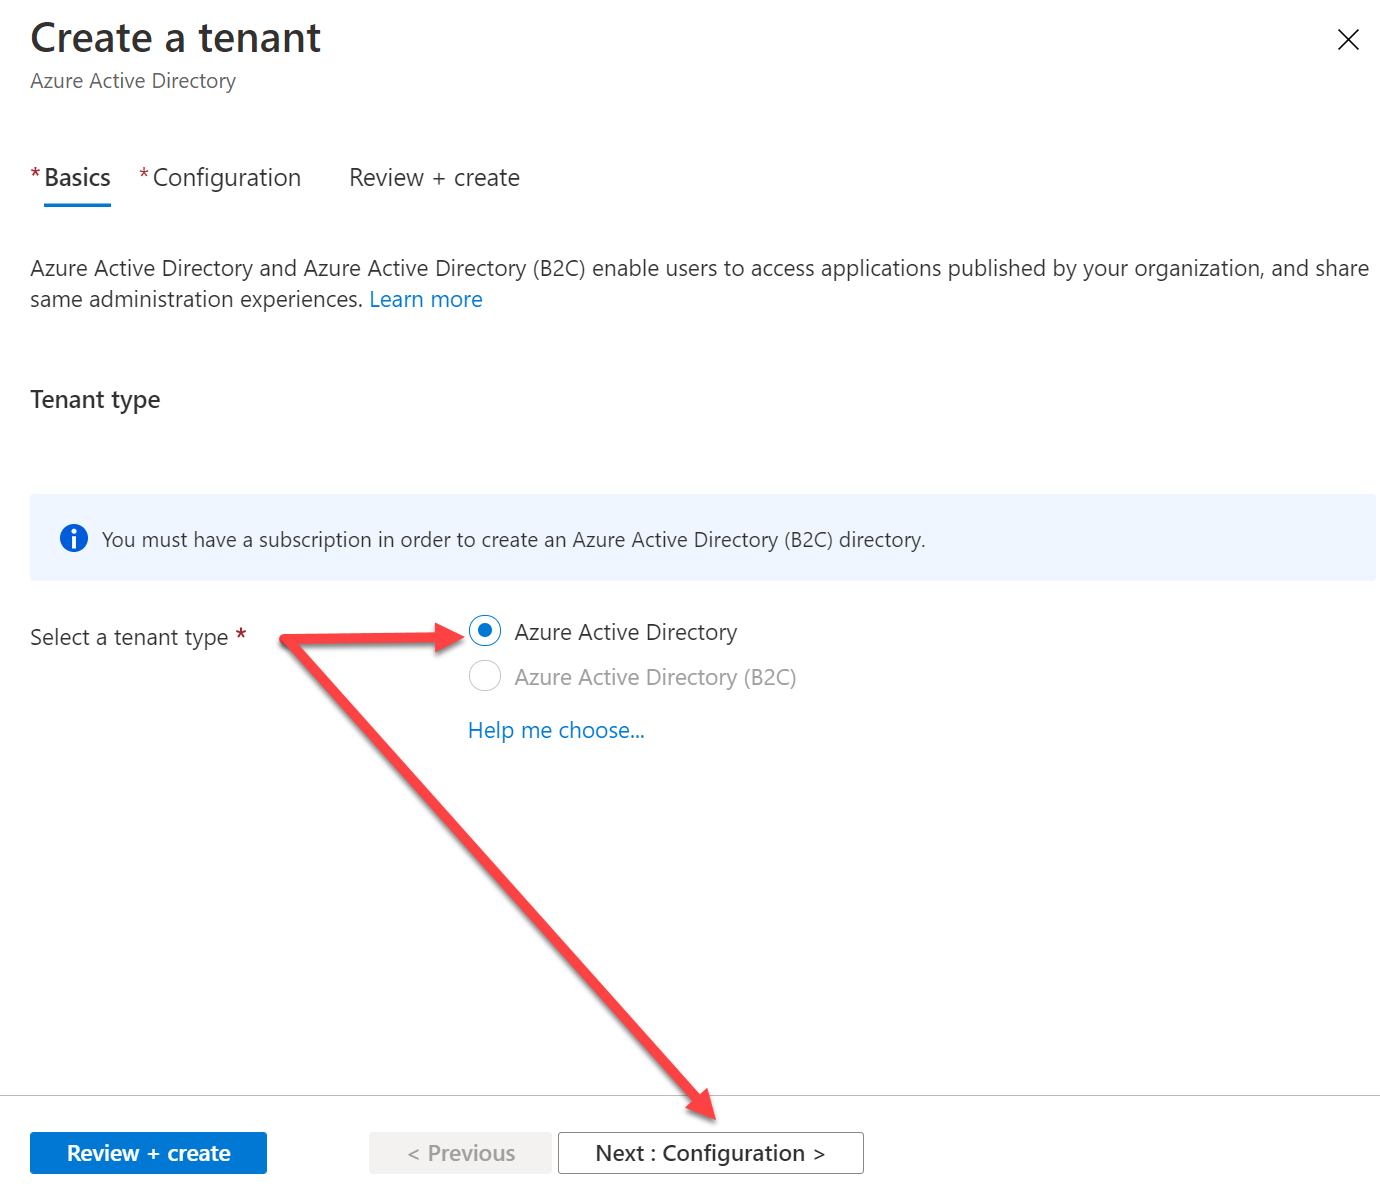 Create a tenant
Azure Active Directory
* Basics * Configuration Review + create
Azure Active Directory and Azure Active Directory (B2C) enable users to access applications published by your organization, and share
same administration experiences. Learn more
Tenant type
You must have a subscription in order to create an Azure Active Directory (B2C) directory.
Select a tenant type *
Azure Active Directory
Azure Active Directory (B2C)
Help me choose...
Review + create < Previous Next : Configuration >